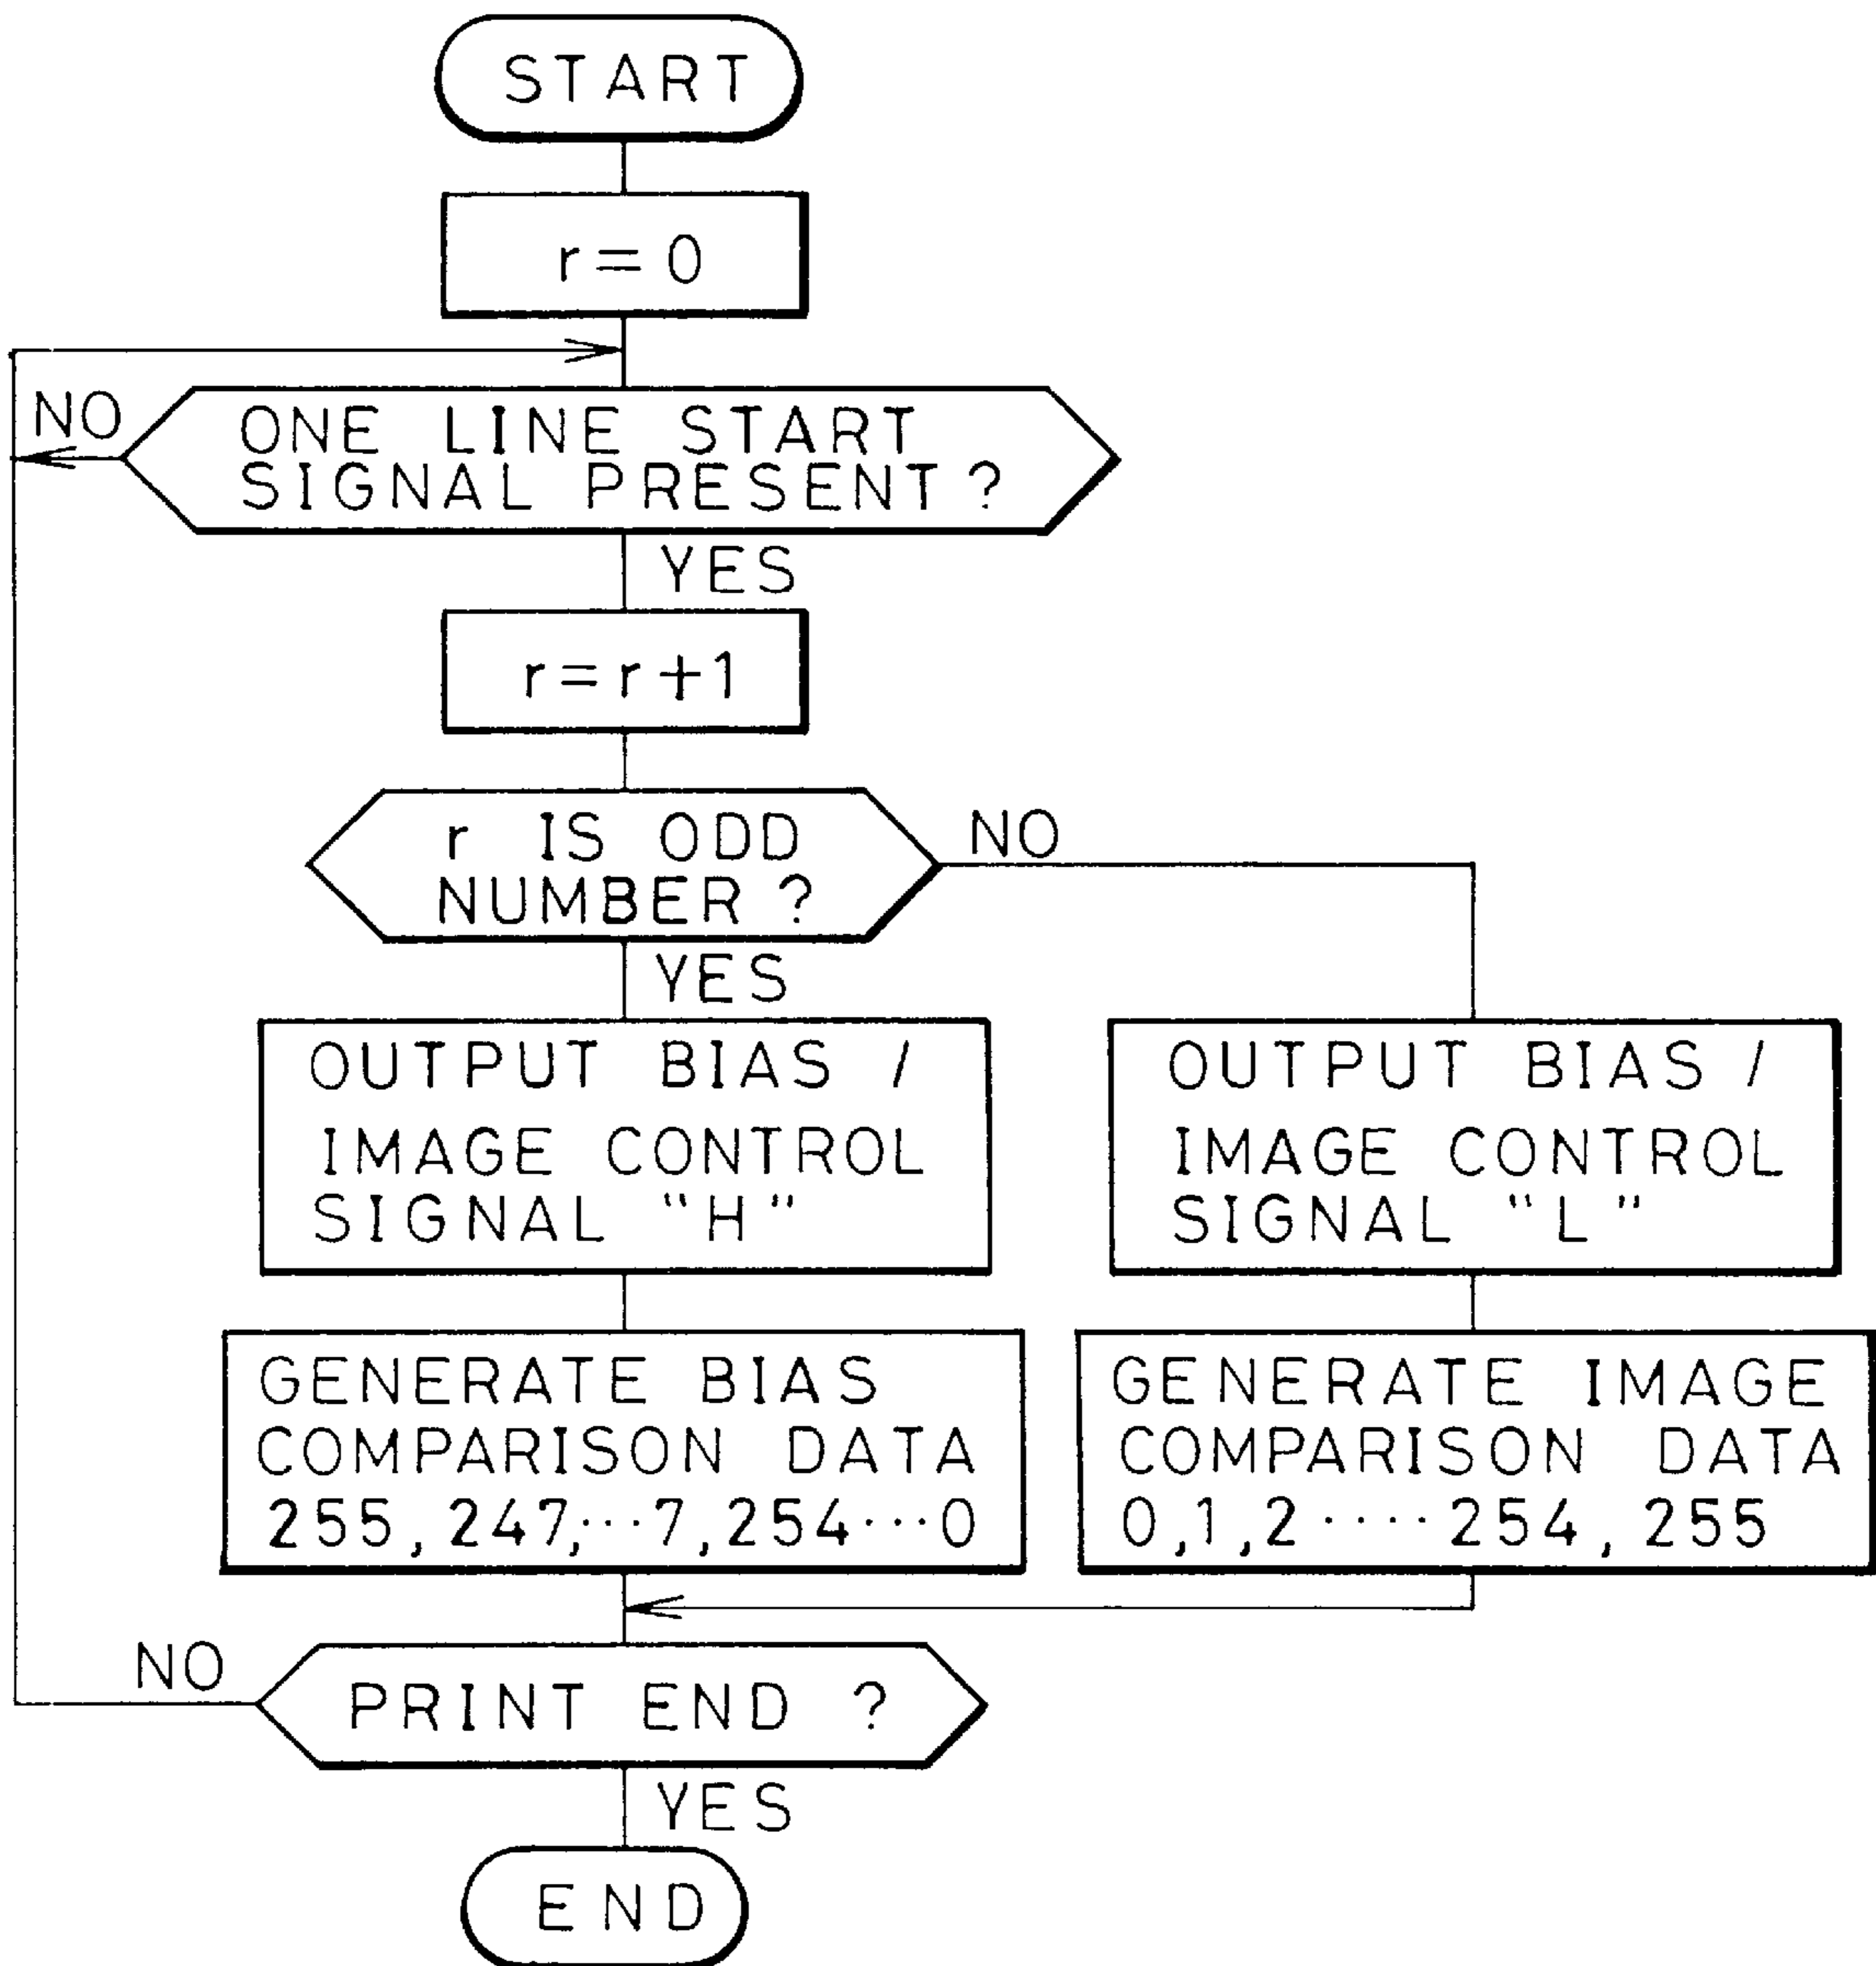 START
r=0
NO
ONE LINE START
SIGNAL PRESENT?
YES
r=r+1
r IS ODD
NUMBER?
NO
YES
OUTPUT BIAS /
IMAGE CONTROL
SIGNAL "H"
OUTPUT BIAS /
IMAGE CONTROL
SIGNAL "L"
GENERATE BIAS
COMPARISON DATA
255,247,···7,254···0
GENERATE IMAGE
COMPARISON DATA
0,1,2····254,255
NO
PRINT END ?
YES
END